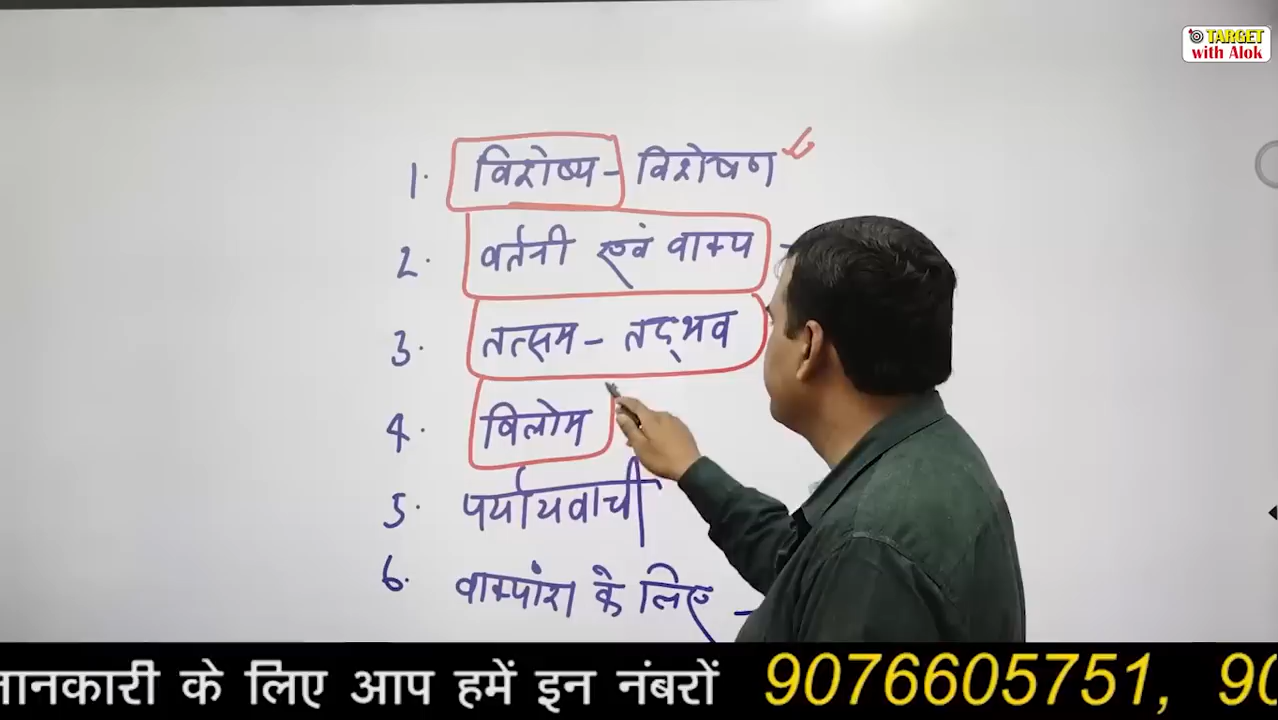 TARGET
with Alok
1. विशेष्य - विशेषण
2. वर्तनी एवं वाक्य -
3. तत्सम - तद्भव
4. विलोम
5. पर्यायवाची
6. वाक्यांश के लिए -
जानकारी के लिए आप हमें इन नंबरों 9076605751, 90